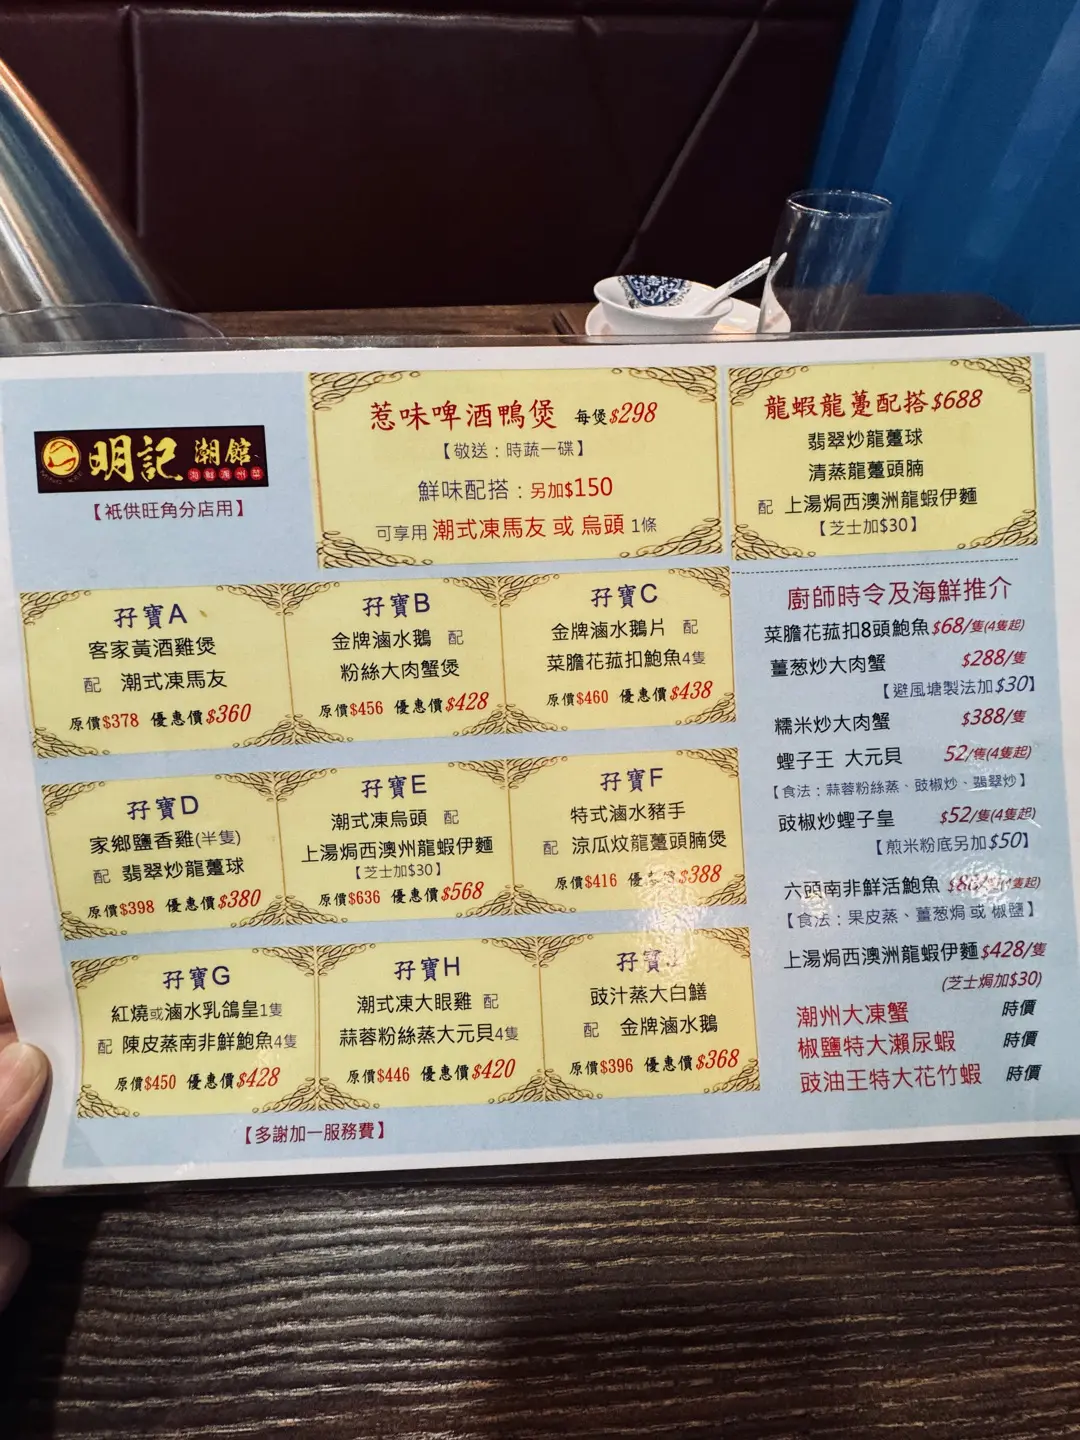 明記 潮館
海鮮潮州菜
【祇供旺角分店用】
惹味啤酒鴨煲 每煲$298
【敬送：時蔬一碟】
鮮味配搭：另加$150
可享用 潮式凍馬友 或 烏頭 1條
龍蝦龍躉配搭$688
翡翠炒龍躉球
清蒸龍躉頭腩
配 上湯焗西澳洲龍蝦伊麵
【芝士加$30】
孖寶A
客家黃酒雞煲
配 潮式凍馬友
原價$378 優惠價$360
孖寶B
金牌滷水鵝 配
粉絲大肉蟹煲
原價$456 優惠價$428
孖寶C
金牌滷水鵝片 配
菜膽花菰扣鮑魚4隻
原價$460 優惠價$438
孖寶D
家鄉鹽香雞(半隻)
配 翡翠炒龍躉球
原價$398 優惠價$380
孖寶E
潮式凍烏頭 配
上湯焗西澳州龍蝦伊麵
【芝士加$30】
原價$636 優惠價$568
孖寶F
特式滷水豬手
配 涼瓜炆龍躉頭腩煲
原價$416 優惠價$388
孖寶G
紅燒或滷水乳鴿皇1隻
配 陳皮蒸南非鮮鮑魚4隻
原價$450 優惠價$428
孖寶H
潮式凍大眼雞 配
蒜蓉粉絲蒸大元貝4隻
原價$446 優惠價$420
孖寶
豉汁蒸大白鱔
配 金牌滷水鵝
原價$396 優惠價$368
【多謝加一服務費】
廚師時令及海鮮推介
菜膽花菰扣8頭鮑魚$68/隻(4隻起)
薑葱炒大肉蟹 $288/隻
【避風塘製法加$30】
糯米炒大肉蟹 $388/隻
蟶子王 大元貝 52/隻(4隻起)
【食法：蒜蓉粉絲蒸、豉椒炒、翡翠炒】
豉椒炒蟶子皇 $52/隻(4隻起)
【煎米粉底另加$50】
六頭南非鮮活鮑魚
【食法：果皮蒸、薑葱焗 或 椒鹽】
上湯焗西澳洲龍蝦伊麵$428/隻
(芝士焗加$30)
潮州大凍蟹 時價
椒鹽特大瀨尿蝦 時價
豉油王特大花竹蝦 時價